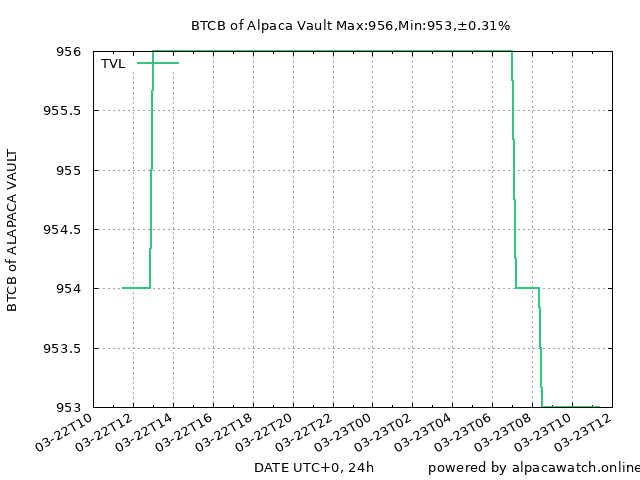 BTCB of Alpaca Vault Max:956,Min:953,±0.31%
TVL
956
955.5
955
954.5
954
953.5
953
BTCB of ALAPACA VAULT
03-22T10
03-22T12
03-22T14
03-22T16
03-22T18
03-22T20
03-22T22
03-23T00
03-23T02
03-23T04
03-23T06
03-23T08
03-23T10
03-23T12
DATE UTC+0, 24h
powered by alpacawatch.online